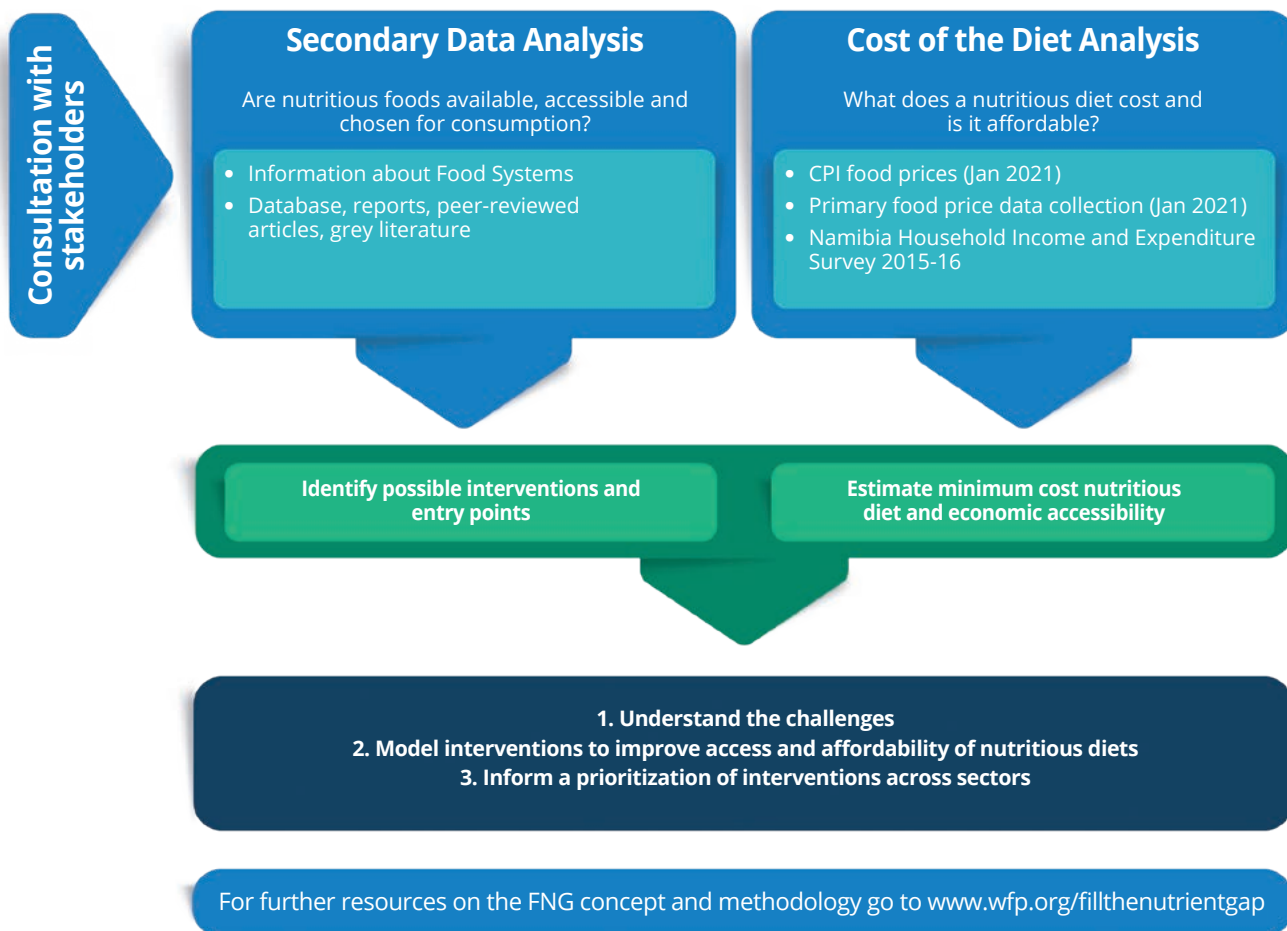 Consultation with
stakeholders
Secondary Data Analysis
Are nutritious foods available, accessible and
chosen for consumption?
• Information about Food Systems
• Database, reports, peer-reviewed
articles, grey literature
Cost of the Diet Analysis
What does a nutritious diet cost and
is it affordable?
• CPI food prices (Jan 2021)
• Primary food price data collection (Jan 2021)
• Namibia Household Income and Expenditure
Survey 2015-16
Identify possible interventions and
entry points
Estimate minimum cost nutritious
diet and economic accessibility
1. Understand the challenges
2. Model interventions to improve access and affordability of nutritious diets
3. Inform a prioritization of interventions across sectors
For further resources on the FNG concept and methodology go to www.wfp.org/fillthenutrientgap